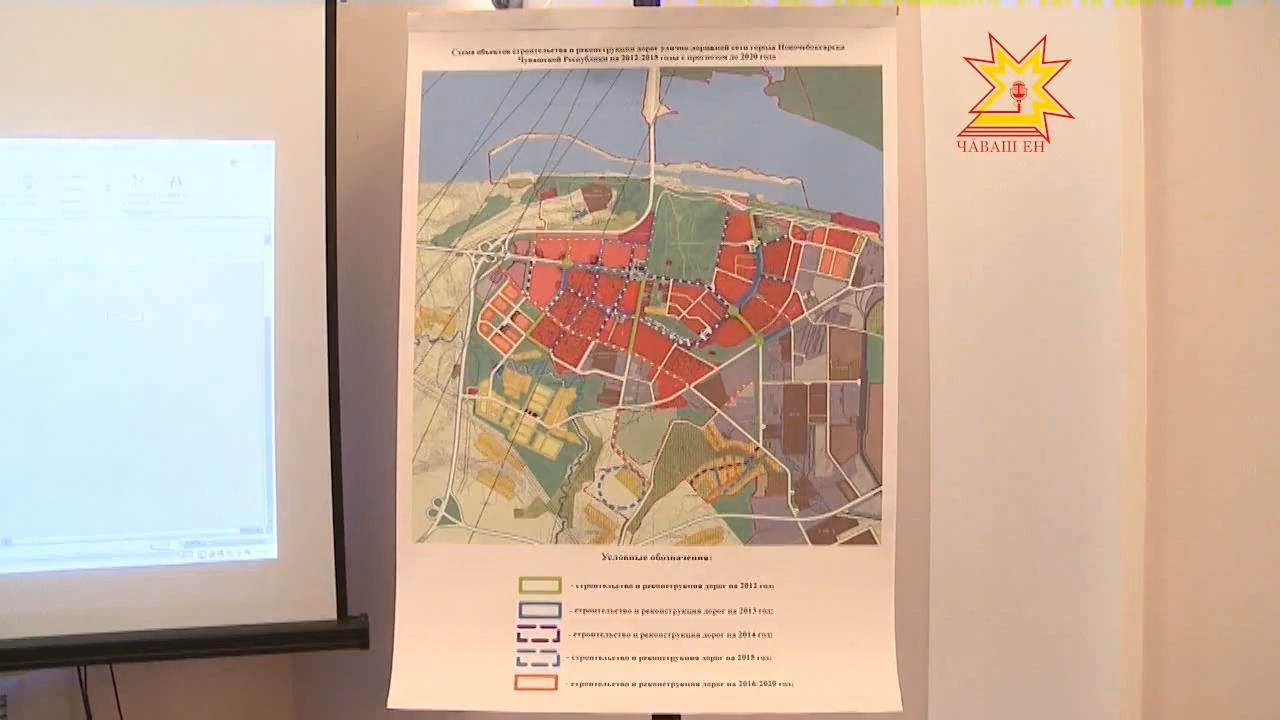 Схема объектов строительства и реконструкции дорог улично-дорожной сети города Новочебоксарска
Чувашской Республики на 2012-2015 годы с прогнозом до 2020 года
ЧӐВАШ ЕН
Условные обозначения:
- строительство и реконструкция дорог на 2012 год;
- строительство и реконструкция дорог на 2013 год;
- строительство и реконструкция дорог на 2014 год;
- строительство и реконструкция дорог на 2015 год;
- строительство и реконструкция дорог на 2016-2020 год;